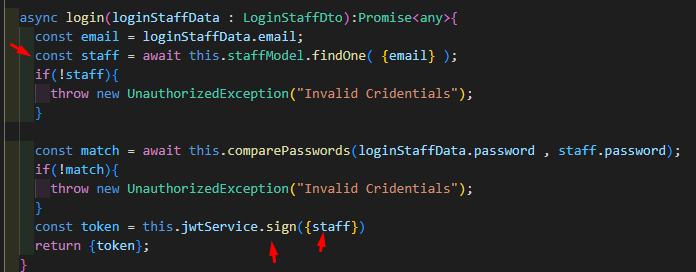 async login(loginStaffData : LoginStaffDto):Promise<any>{
const email = loginStaffData.email;
const staff = await this.staffModel.findOne( {email} );
if(!staff){
throw new UnauthorizedException("Invalid Cridentials");
}
const match = await this.comparePasswords(loginStaffData.password , staff.password);
if(!match){
throw new UnauthorizedException("Invalid Cridentials");
}
const token = this.jwtService.sign({staff})
return {token};
}